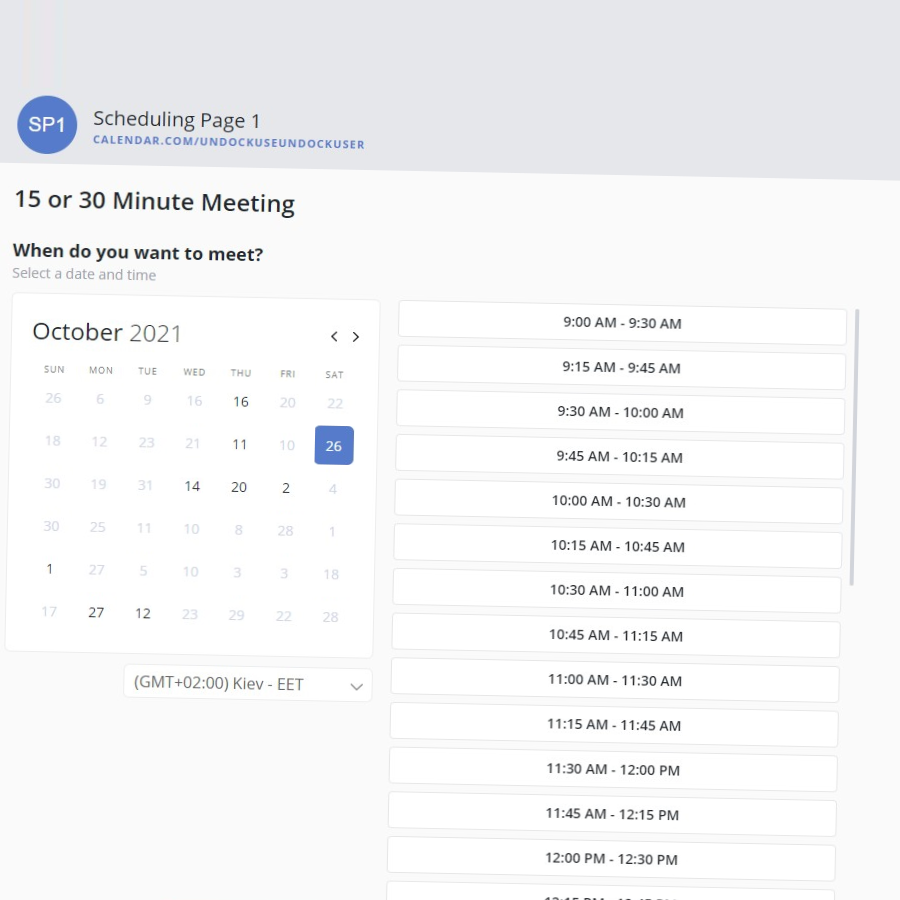 SP1
Scheduling Page 1
CALENDAR.COM/UNDOCKUSEUNDOCKUSER
15 or 30 Minute Meeting
When do you want to meet?
Select a date and time
October 2021
SUN MON TUE WED THU FRI SAT
26 6 9 16 16 20 22
18 12 23 21 11 10 26
30 19 31 14 20 2 4
30 25 11 10 8 28 1
1 27 5 10 3 3 18
17 27 12 23 29 22 28
(GMT+02:00) Kiev - EET
9:00 AM - 9:30 AM
9:15 AM - 9:45 AM
9:30 AM - 10:00 AM
9:45 AM - 10:15 AM
10:00 AM - 10:30 AM
10:15 AM - 10:45 AM
10:30 AM - 11:00 AM
10:45 AM - 11:15 AM
11:00 AM - 11:30 AM
11:15 AM - 11:45 AM
11:30 AM - 12:00 PM
11:45 AM - 12:15 PM
12:00 PM - 12:30 PM